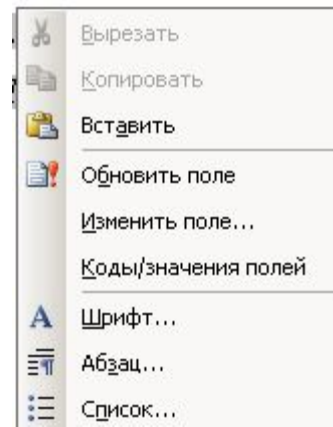 Вырезать
Копировать
Вставить
Обновить поле
Изменить поле...
Коды/значения полей
Шрифт...
Абзац...
Список...